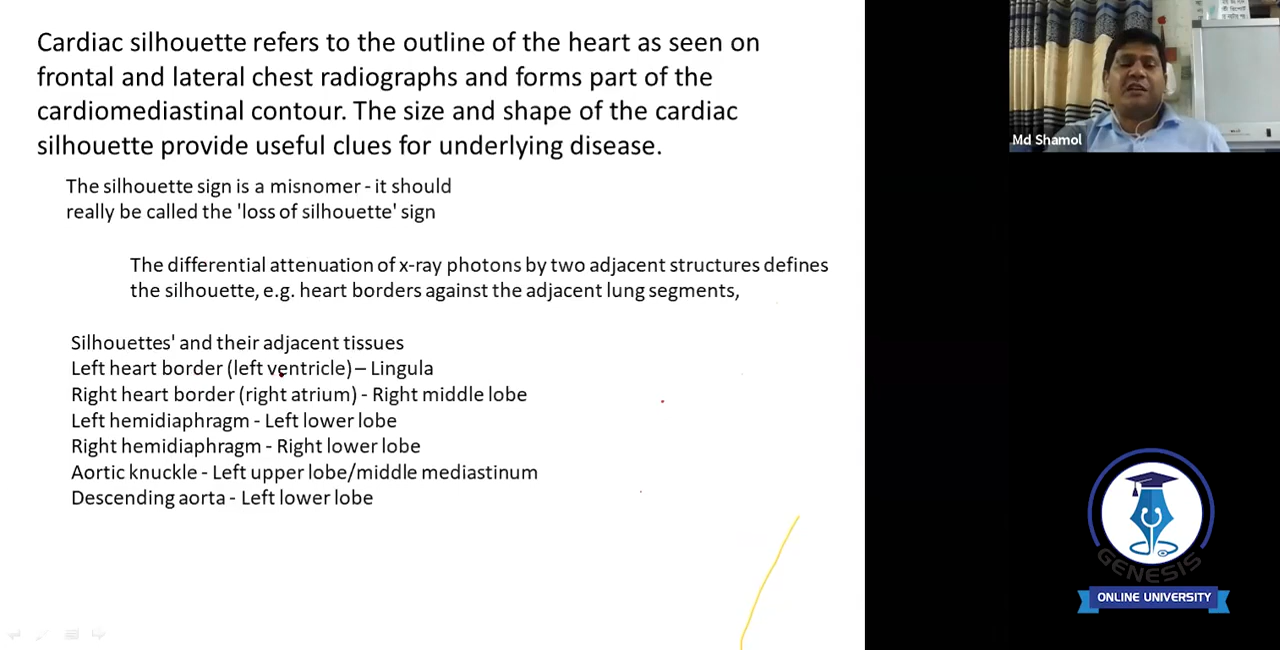 Cardiac silhouette refers to the outline of the heart as seen on
frontal and lateral chest radiographs and forms part of the
cardiomediastinal contour. The size and shape of the cardiac
silhouette provide useful clues for underlying disease.
The silhouette sign is a misnomer - it should
really be called the 'loss of silhouette' sign
The differential attenuation of x-ray photons by two adjacent structures defines
the silhouette, e.g. heart borders against the adjacent lung segments,
Silhouettes' and their adjacent tissues
Left heart border (left ventricle) – Lingula
Right heart border (right atrium) - Right middle lobe
Left hemidiaphragm - Left lower lobe
Right hemidiaphragm - Right lower lobe
Aortic knuckle - Left upper lobe/middle mediastinum
Descending aorta - Left lower lobe
Md Shamol
GENESIS
ONLINE UNIVERSITY